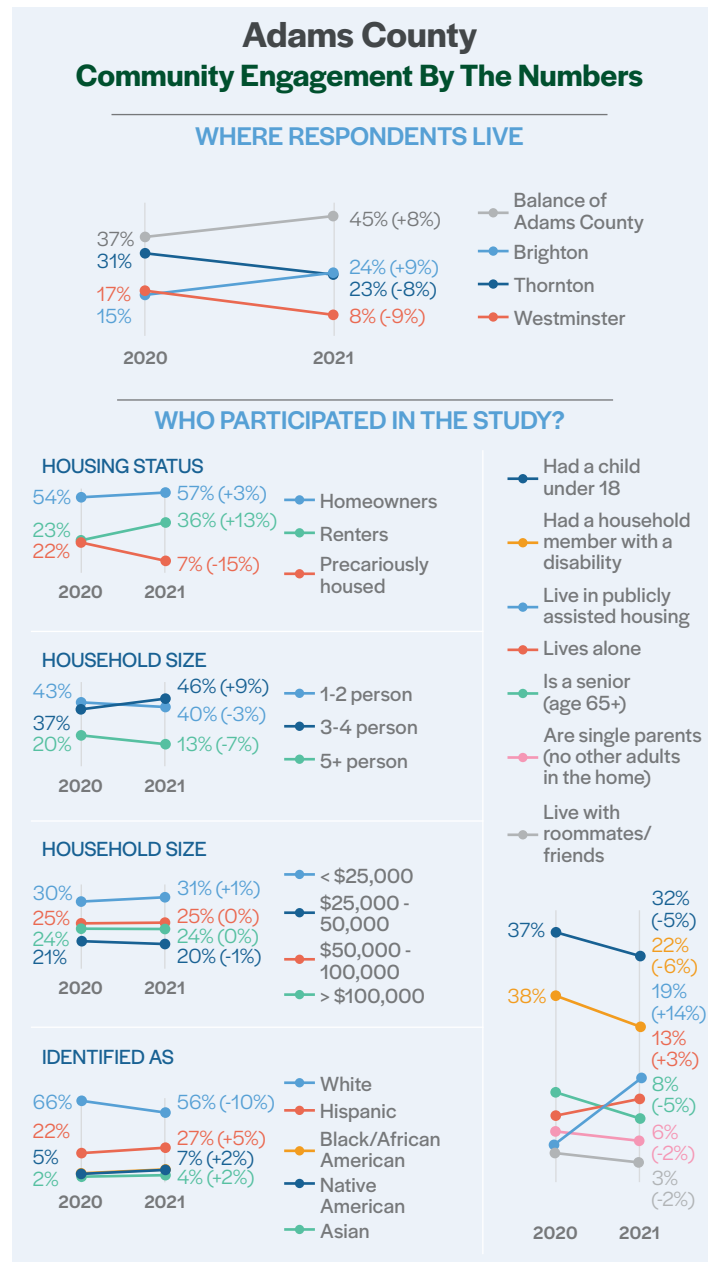 Adams County
Community Engagement By The Numbers
WHERE RESPONDENTS LIVE
37%
31%
17%
15%
45% (+8%)
24% (+9%)
23% (-8%)
8% (-9%)
2020
2021
Balance of
Adams County
Brighton
Thornton
Westminster
WHO PARTICIPATED IN THE STUDY?
HOUSING STATUS
54%
23%
22%
57% (+3%)
36% (+13%)
7% (-15%)
2020
2021
Homeowners
Renters
Precariously
housed
HOUSEHOLD SIZE
43%
37%
20%
46% (+9%)
40% (-3%)
13% (-7%)
2020
2021
1-2 person
3-4 person
5+ person
HOUSEHOLD SIZE
30%
25%
24%
21%
31% (+1%)
25% (0%)
24% (0%)
20% (-1%)
2020
2021
< $25,000
$25,000 -
50,000
$50,000 -
100,000
> $100,000
IDENTIFIED AS
66%
22%
5%
2%
56% (-10%)
27% (+5%)
7% (+2%)
4% (+2%)
2020
2021
White
Hispanic
Black/African
American
Native
American
Asian
Had a child
under 18
Had a household
member with a
disability
Live in publicly
assisted housing
Lives alone
Is a senior
(age 65+)
Are single parents
(no other adults
in the home)
Live with
roommates/
friends
37%
38%
32%
(-5%)
22%
(-6%)
19%
(+14%)
13%
(+3%)
8%
(-5%)
6%
(-2%)
3%
(-2%)
2020
2021